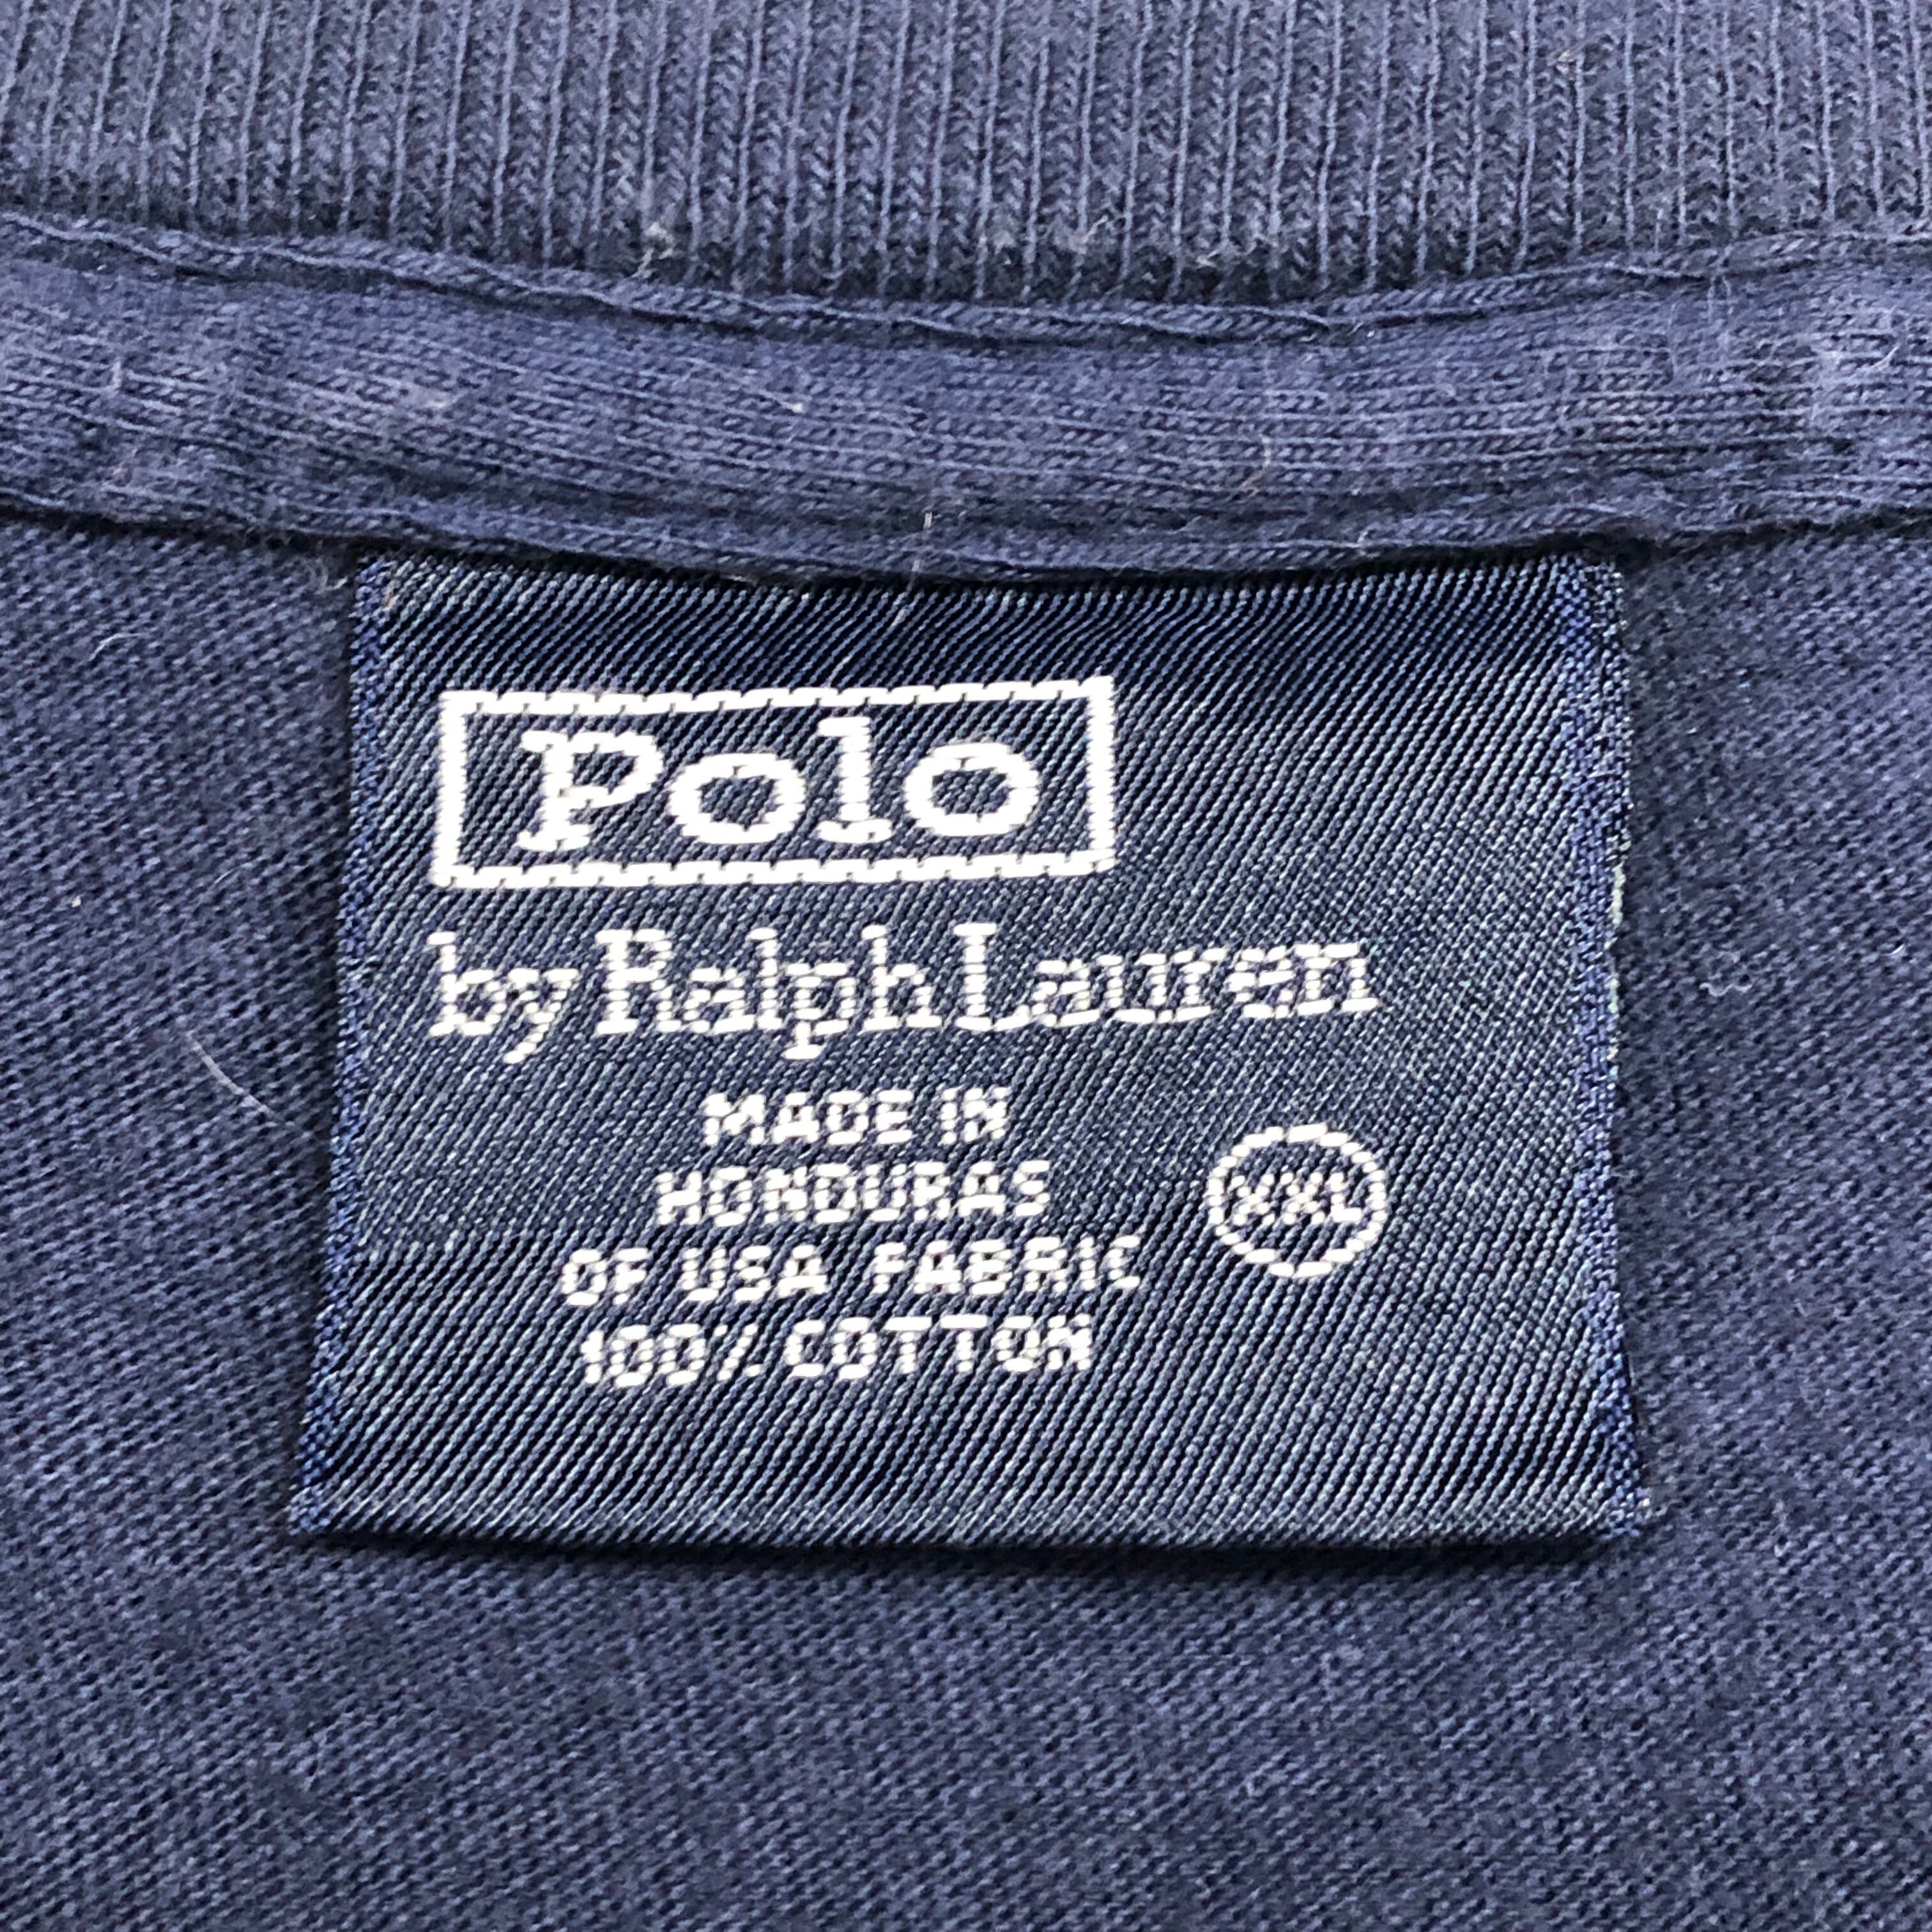 Polo
by Ralph Lauren
MADE IN
HONDURAS
XXL
OF USA FABRIC
100% COTTON